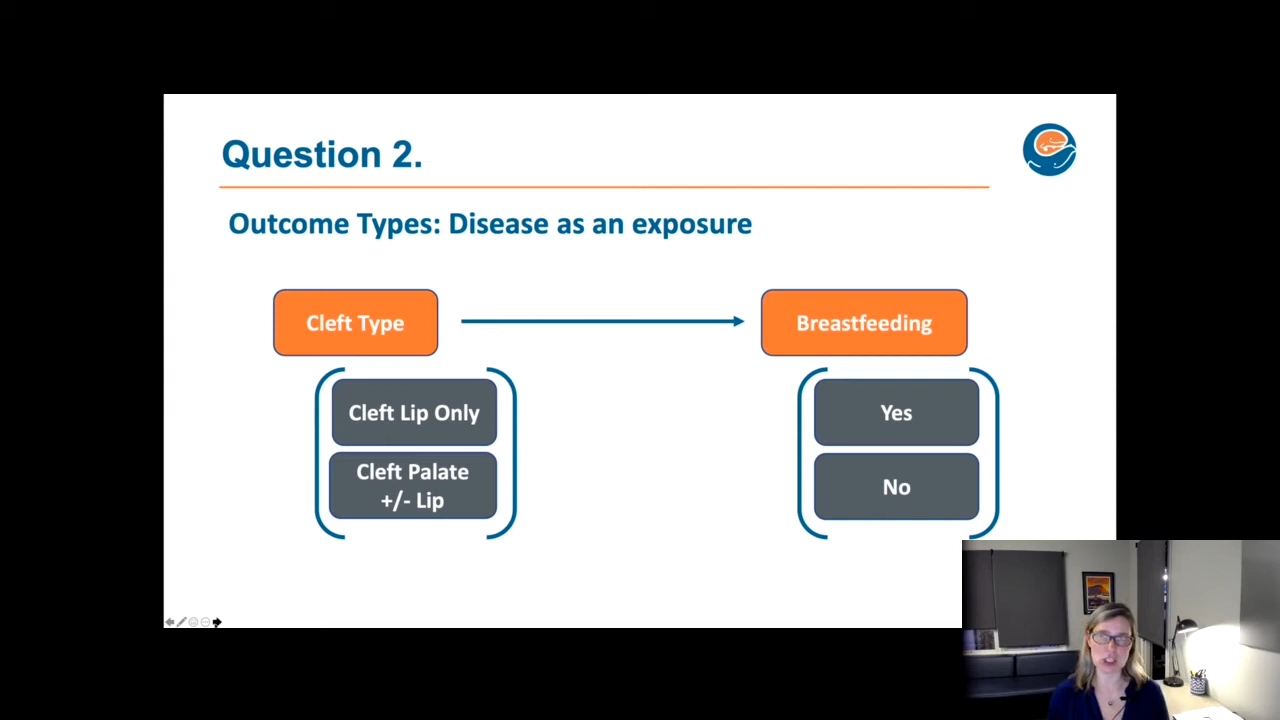 Question 2.
Outcome Types: Disease as an exposure
Cleft Type
Breastfeeding
Cleft Lip Only
Yes
Cleft Palate
+/- Lip
No